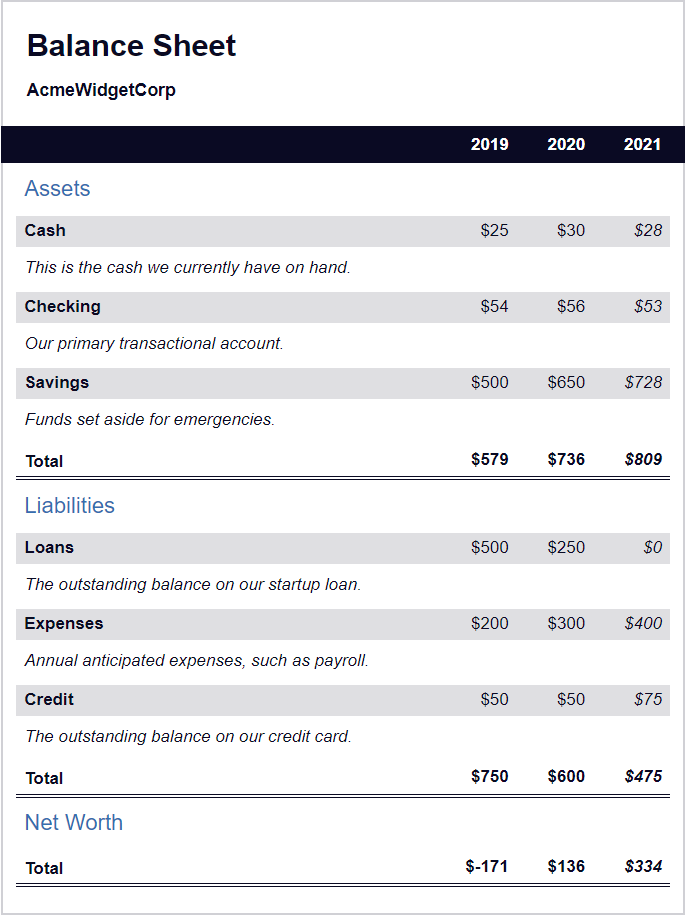 Balance Sheet
AcmeWidgetCorp
2019 2020 2021
Assets
Cash $25 $30 $28
This is the cash we currently have on hand.
Checking $54 $56 $53
Our primary transactional account.
Savings $500 $650 $728
Funds set aside for emergencies.
Total $579 $736 $809
Liabilities
Loans $500 $250 $0
The outstanding balance on our startup loan.
Expenses $200 $300 $400
Annual anticipated expenses, such as payroll.
Credit $50 $50 $75
The outstanding balance on our credit card.
Total $750 $600 $475
Net Worth
Total $-171 $136 $334